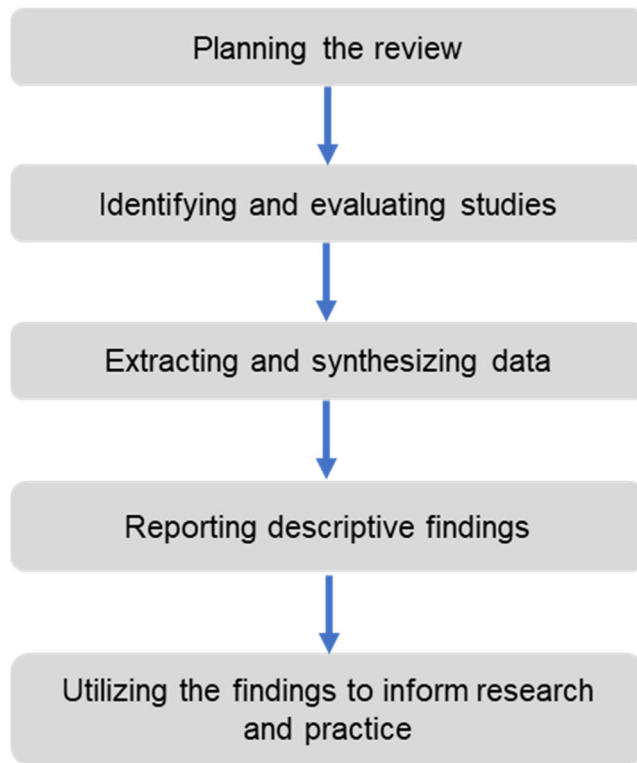 Planning the review
Identifying and evaluating studies
Extracting and synthesizing data
Reporting descriptive findings
Utilizing the findings to inform research
and practice